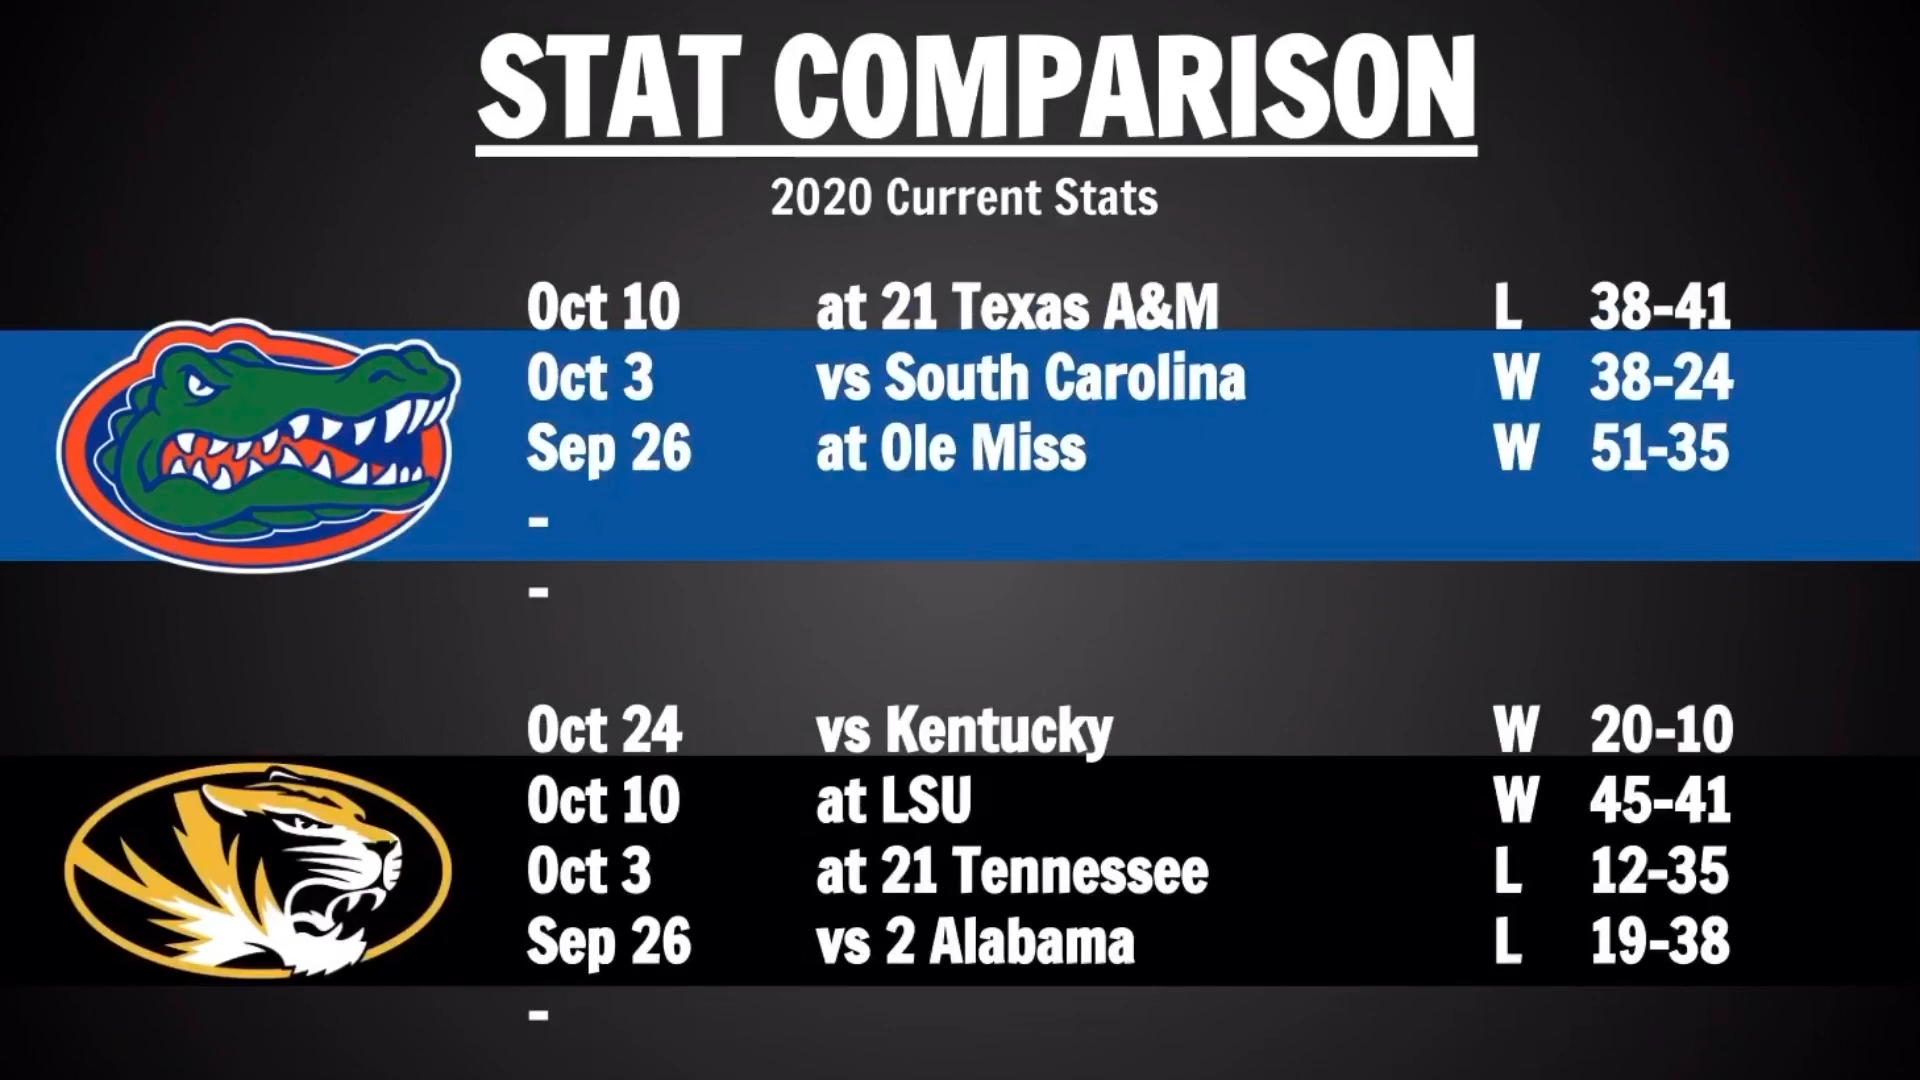 STAT COMPARISON
2020 Current Stats
Oct 10 at 21 Texas A&M L 38-41
Oct 3 vs South Carolina W 38-24
Sep 26 at Ole Miss W 51-35
-
-
Oct 24 vs Kentucky W 20-10
Oct 10 at LSU W 45-41
Oct 3 at 21 Tennessee L 12-35
Sep 26 vs 2 Alabama L 19-38
-